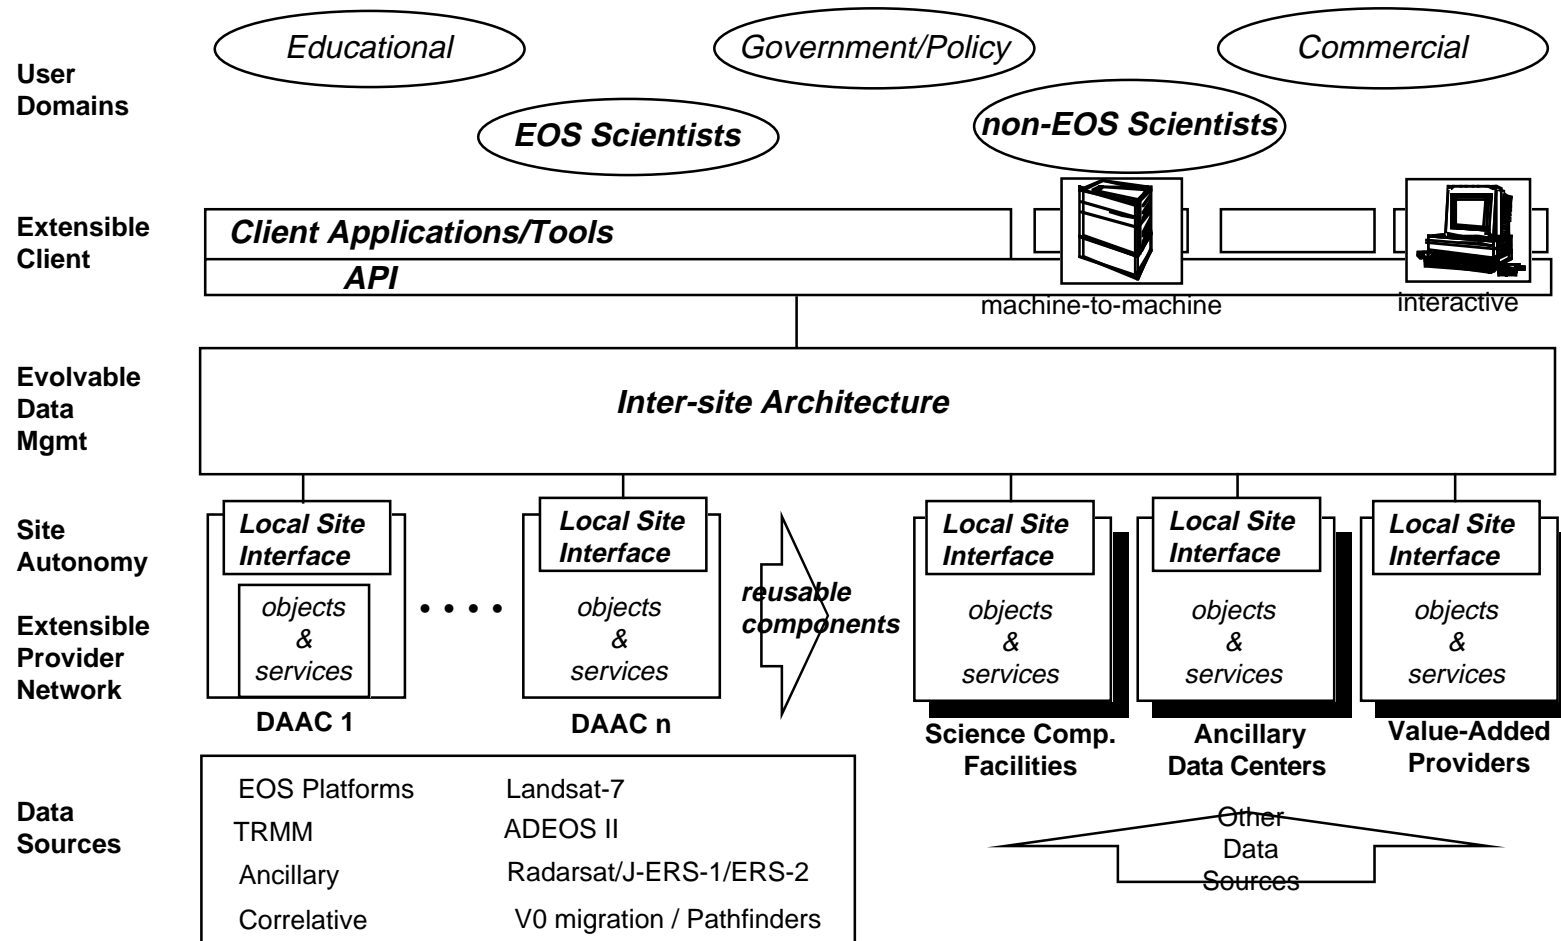 Educational
Government/Policy
Commercial
User
Domains
EOS Scientists
non-EOS Scientists
Extensible
Client
Client Applications/Tools
API
machine-to-machine
interactive
Evolvable
Data
Mgmt
Inter-site Architecture
Site
Autonomy
Local Site
Interface
Local Site
Interface
Local Site
Interface
Local Site
Interface
Local Site
Interface
Extensible
Provider
Network
objects
&
services
• • • •
objects
&
services
reusable
components
objects
&
services
objects
&
services
objects
&
services
DAAC 1
DAAC n
Science Comp.
Facilities
Ancillary
Data Centers
Value-Added
Providers
Data
Sources
EOS Platforms
Landsat-7
TRMM
ADEOS II
Ancillary
Radarsat/J-ERS-1/ERS-2
Correlative
V0 migration / Pathfinders
Other
Data
Sources